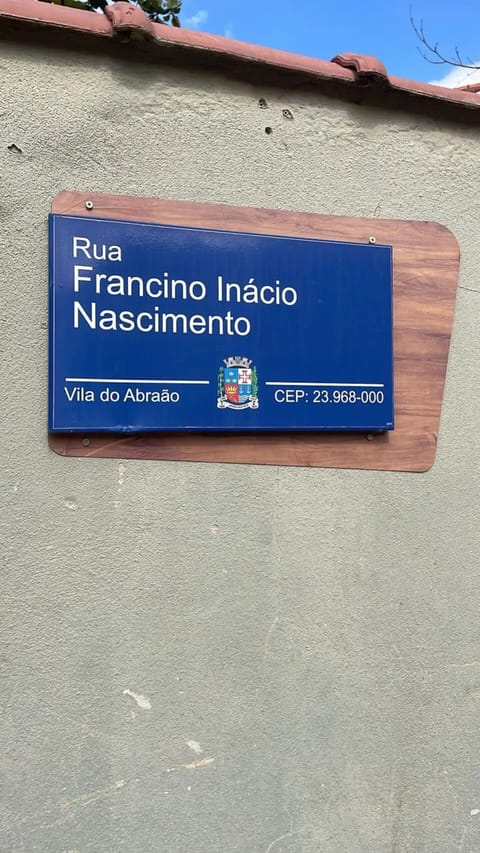 Rua
Francino Inácio
Nascimento
Vila do Abraão
CEP: 23.968-000